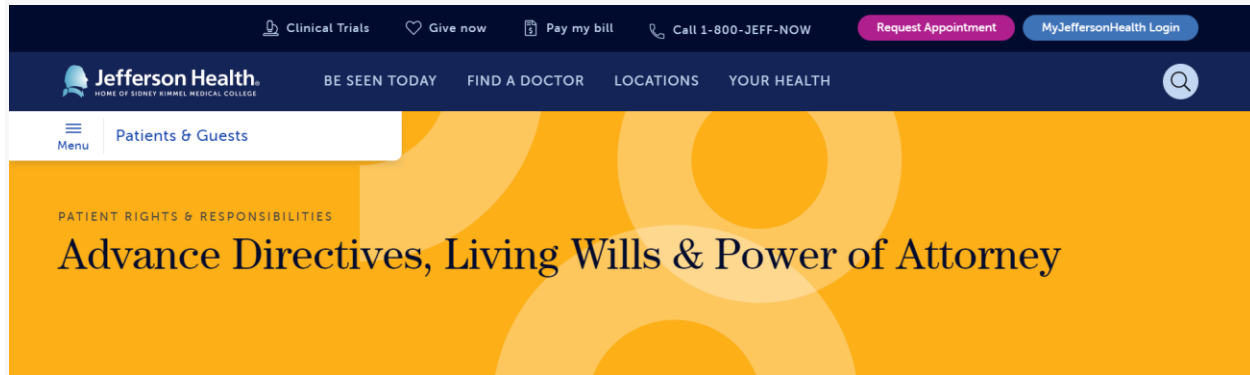 Clinical Trials Give now Pay my bill Call 1-800-JEFF-NOW Request Appointment MyJeffersonHealth Login
Jefferson Health®
HOME OF SIDNEY KIMMEL MEDICAL COLLEGE
BE SEEN TODAY FIND A DOCTOR LOCATIONS YOUR HEALTH
Menu
Patients & Guests
PATIENT RIGHTS & RESPONSIBILITIES
Advance Directives, Living Wills & Power of Attorney